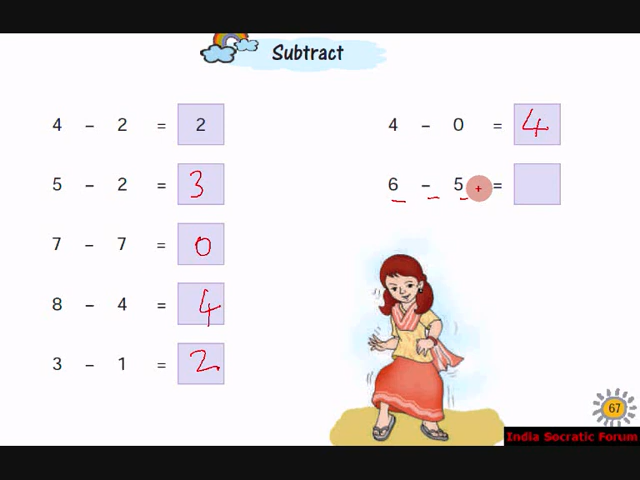 Subtract
4 - 2 = 2
5 - 2 = 3
7 - 7 = 0
8 - 4 = 4
3 - 1 = 2
4 - 0 = 4
6 - 5 =
67
India Socratic Forum